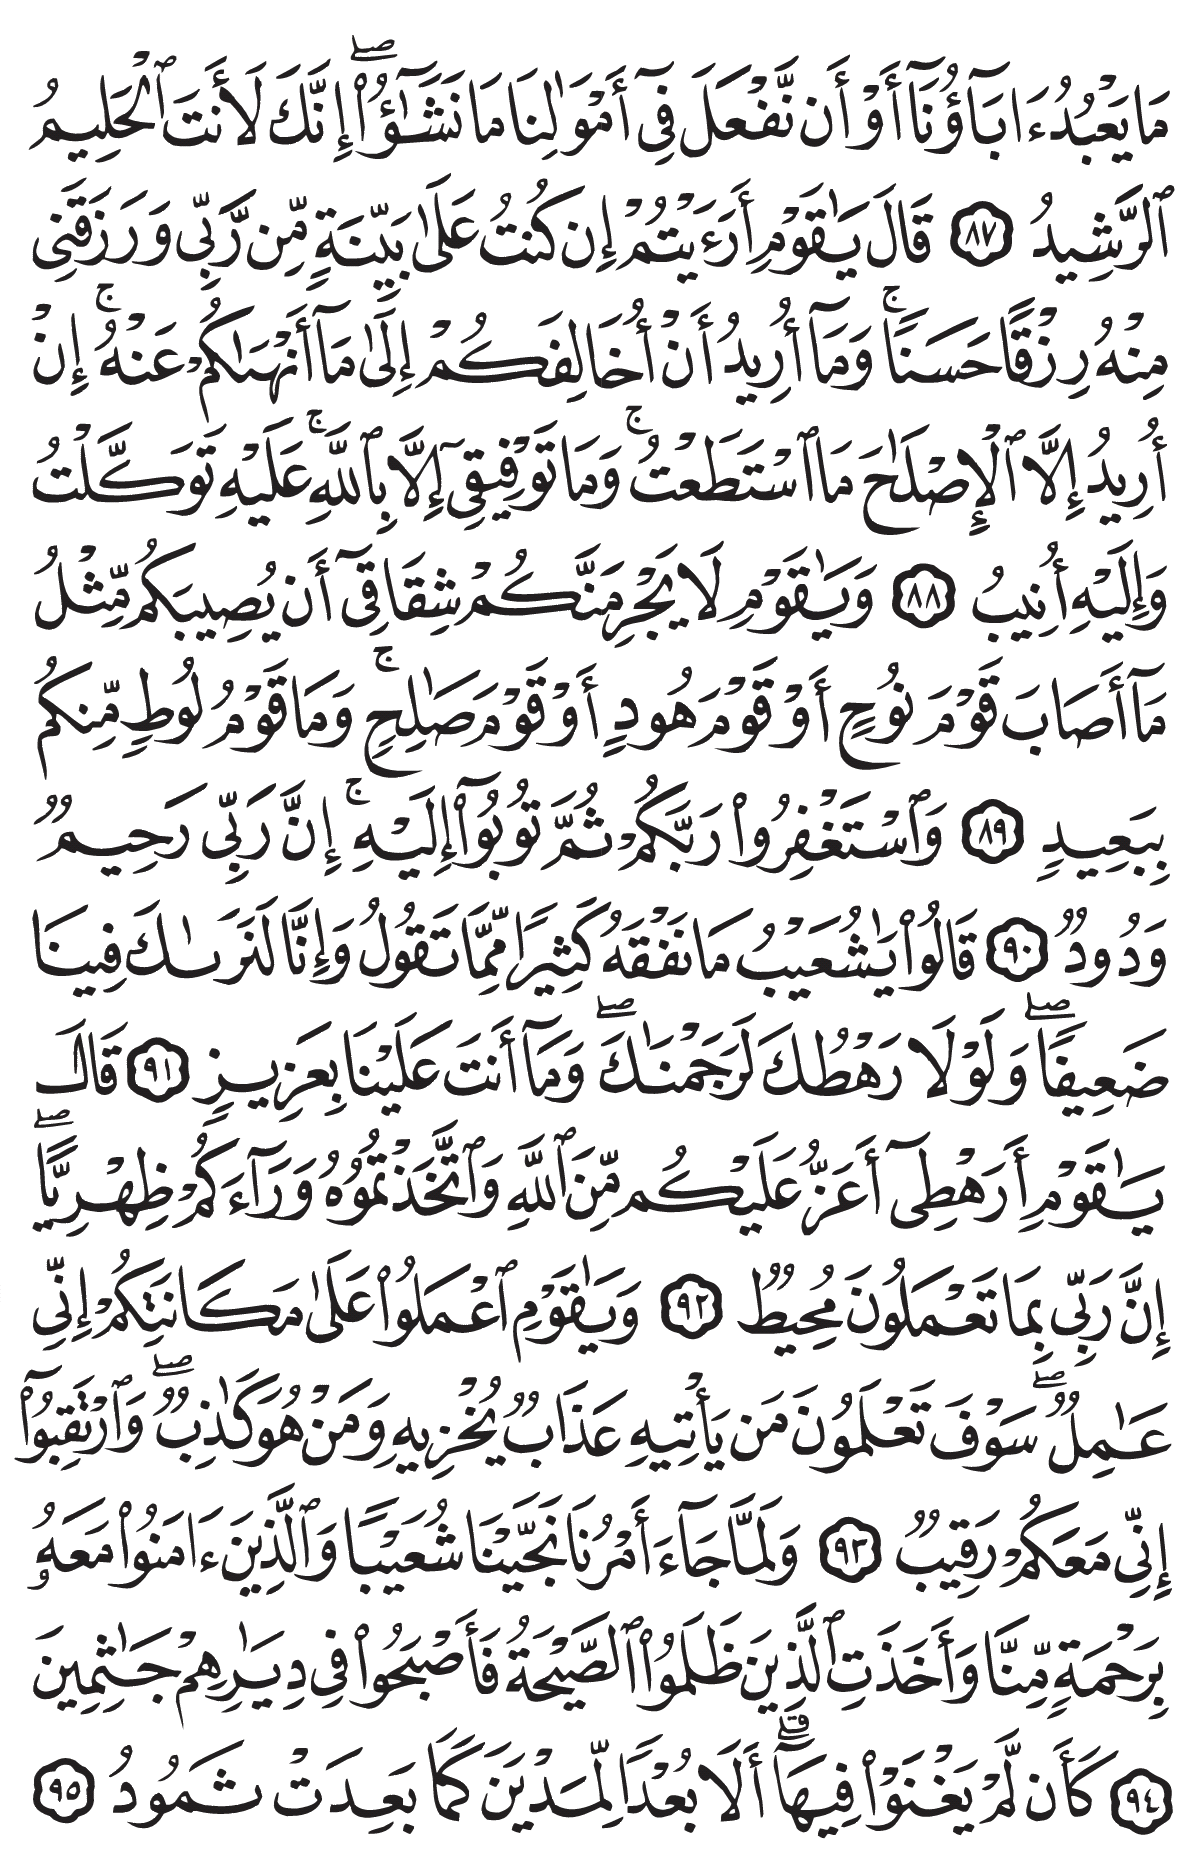 مَا يَعْبُدُ ءَابَآؤُنَآ أَوْ أَن نَّفْعَلَ فِىٓ أَمْوَٰلِنَا مَا نَشَـٰٓؤُا۟ ۖ إِنَّكَ لَأَنتَ ٱلْحَلِيمُ
ٱلرَّشِيدُ ٨٧ قَالَ يَـٰقَوْمِ أَرَءَيْتُمْ إِن كُنتُ عَلَىٰ بَيِّنَةٍ مِّن رَّبِّى وَرَزَقَنِى
مِنْهُ رِزْقًا حَسَنًا ۚ وَمَآ أُرِيدُ أَنْ أُخَالِفَكُمْ إِلَىٰ مَآ أَنْهَىٰكُمْ عَنْهُ ۚ إِنْ
أُرِيدُ إِلَّا ٱلْإِصْلَـٰحَ مَا ٱسْتَطَعْتُ ۚ وَمَا تَوْفِيقِىٓ إِلَّا بِٱللَّهِ ۚ عَلَيْهِ تَوَكَّلْتُ
وَإِلَيْهِ أُنِيبُ ٨٨ وَيَـٰقَوْمِ لَا يَجْرِمَنَّكُمْ شِقَاقِىٓ أَن يُصِيبَكُم مِّثْلُ
مَآ أَصَابَ قَوْمَ نُوحٍ أَوْ قَوْمَ هُودٍ أَوْ قَوْمَ صَـٰلِحٍ ۚ وَمَا قَوْمُ لُوطٍ مِّنكُم
بِبَعِيدٍ ٨٩ وَٱسْتَغْفِرُوا۟ رَبَّكُمْ ثُمَّ تُوبُوٓا۟ إِلَيْهِ ۚ إِنَّ رَبِّى رَحِيمٌ
وَدُودٌ ٩٠ قَالُوا۟ يَـٰشُعَيْبُ مَا نَفْقَهُ كَثِيرًا مِّمَّا تَقُولُ وَإِنَّا لَنَرَىٰكَ فِينَا
ضَعِيفًا ۖ وَلَوْلَا رَهْطُكَ لَرَجَمْنَـٰكَ ۖ وَمَآ أَنتَ عَلَيْنَا بِعَزِيزٍ ٩١ قَالَ
يَـٰقَوْمِ أَرَهْطِىٓ أَعَزُّ عَلَيْكُم مِّنَ ٱللَّهِ وَٱتَّخَذْتُمُوهُ وَرَآءَكُمْ ظِهْرِيًّا ۖ
إِنَّ رَبِّى بِمَا تَعْمَلُونَ مُحِيطٌ ٩٢ وَيَـٰقَوْمِ ٱعْمَلُوا۟ عَلَىٰ مَكَانَتِكُمْ إِنِّى
عَـٰمِلٌ ۖ سَوْفَ تَعْلَمُونَ مَن يَأْتِيهِ عَذَابٌ يُخْزِيهِ وَمَنْ هُوَ كَـٰذِبٌ ۖ وَٱرْتَقِبُوٓا۟
إِنِّى مَعَكُمْ رَقِيبٌ ٩٣ وَلَمَّا جَآءَ أَمْرُنَا نَجَّيْنَا شُعَيْبًا وَٱلَّذِينَ ءَامَنُوا۟ مَعَهُۥ
بِرَحْمَةٍ مِّنَّا وَأَخَذَتِ ٱلَّذِينَ ظَلَمُوا۟ ٱلصَّيْحَةُ فَأَصْبَحُوا۟ فِى دِيَـٰرِهِمْ جَـٰثِمِينَ
٩٤ كَأَن لَّمْ يَغْنَوْا۟ فِيهَآ ۗ أَلَا بُعْدًا لِّمَدْيَنَ كَمَا بَعِدَتْ ثَمُودُ ٩٥